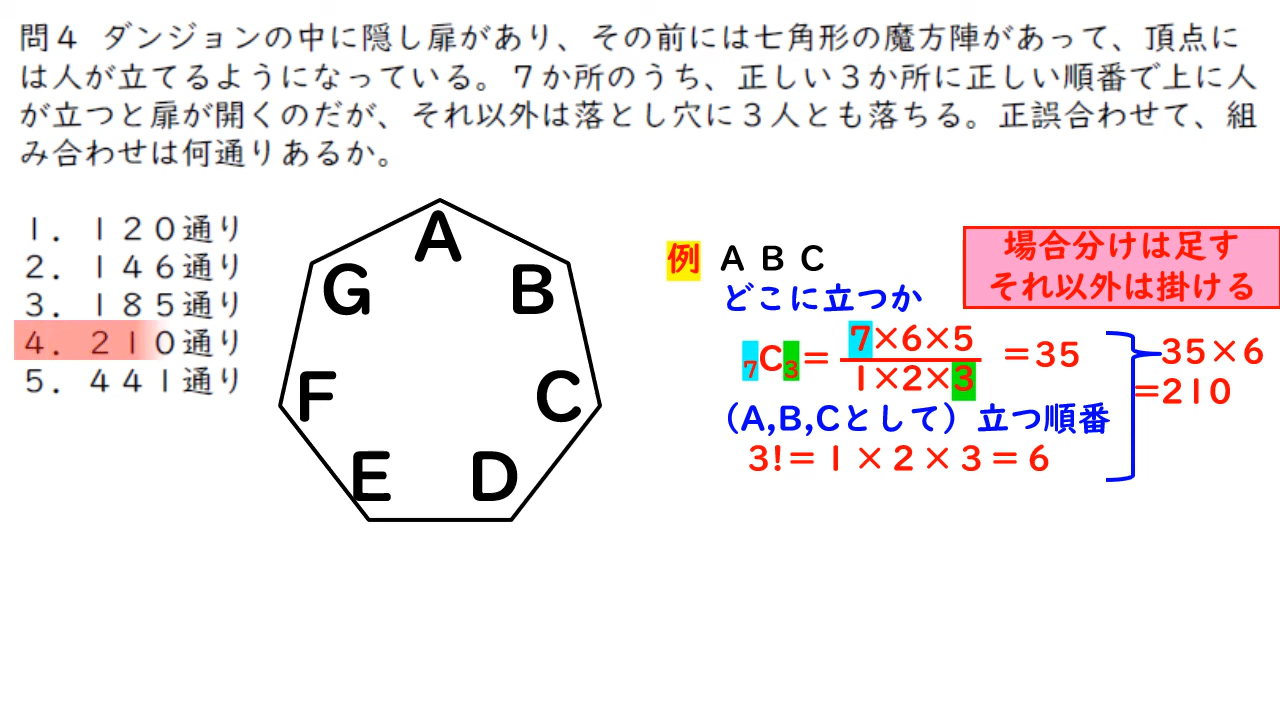 問４ ダンジョンの中に隠し扉があり、その前には七角形の魔方陣があって、頂点に
は人が立てるようになっている。７か所のうち、正しい３か所に正しい順番で上に人
が立つと扉が開くのだが、それ以外は落とし穴に３人とも落ちる。正誤合わせて、組
み合わせは何通りあるか。
１．１２０通り
２．１４６通り
３．１８５通り
４．２１０通り
５．４４１通り
A
B
C
D
E
F
G
例 A B C
どこに立つか
₇C₃＝ 7×6×5 / 1×2×3 ＝35
（A,B,Cとして）立つ順番
3!＝１×２×３＝６
場合分けは足す
それ以外は掛ける
35×6
＝210